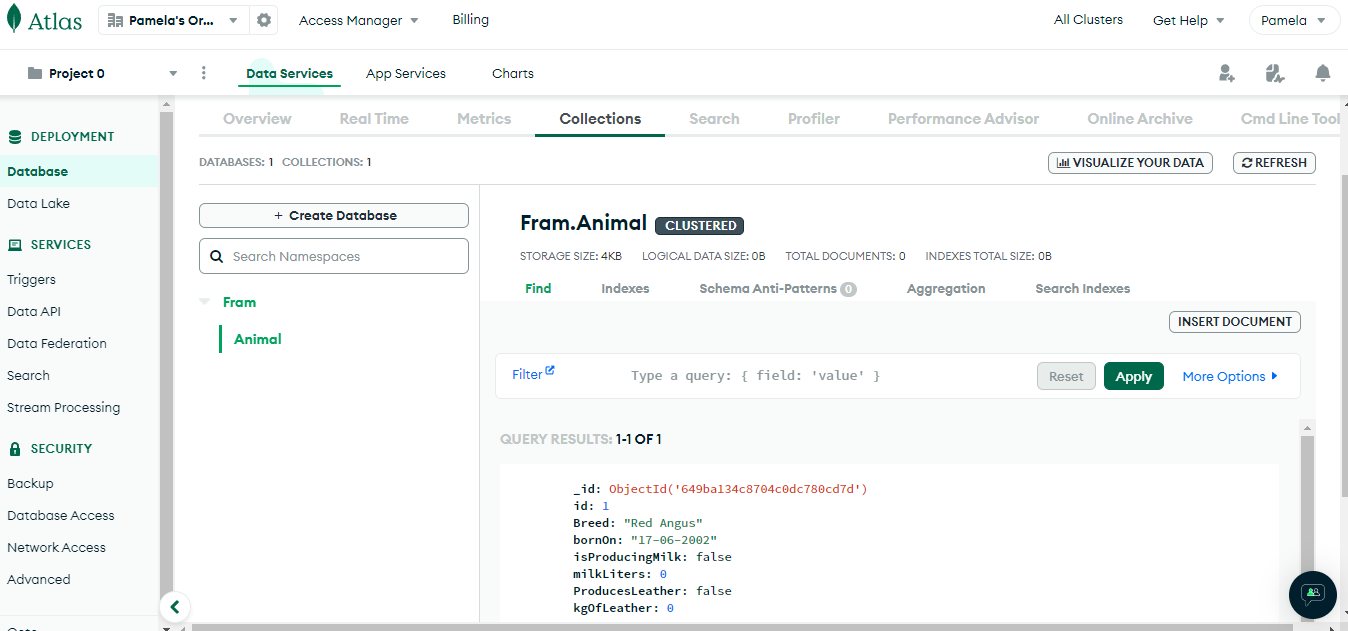 Atlas
Pamela's Or...
Access Manager
Billing
All Clusters
Get Help
Pamela
Project 0
Data Services
App Services
Charts
DEPLOYMENT
Database
Data Lake
SERVICES
Triggers
Data API
Data Federation
Search
Stream Processing
SECURITY
Backup
Database Access
Network Access
Advanced
Overview
Real Time
Metrics
Collections
Search
Profiler
Performance Advisor
Online Archive
Cmd Line Tool
DATABASES: 1 COLLECTIONS: 1
VISUALIZE YOUR DATA
REFRESH
+ Create Database
Search Namespaces
Fram
Animal
Fram.Animal CLUSTERED
STORAGE SIZE: 4KB LOGICAL DATA SIZE: 0B TOTAL DOCUMENTS: 0 INDEXES TOTAL SIZE: 0B
Find
Indexes
Schema Anti-Patterns 0
Aggregation
Search Indexes
INSERT DOCUMENT
Filter
Type a query: { field: 'value' }
Reset
Apply
More Options
QUERY RESULTS: 1-1 OF 1
_id: ObjectId('649ba134c8704c0dc780cd7d')
id: 1
Breed: "Red Angus"
bornOn: "17-06-2002"
isProducingMilk: false
milkLiters: 0
ProducesLeather: false
kgOfLeather: 0